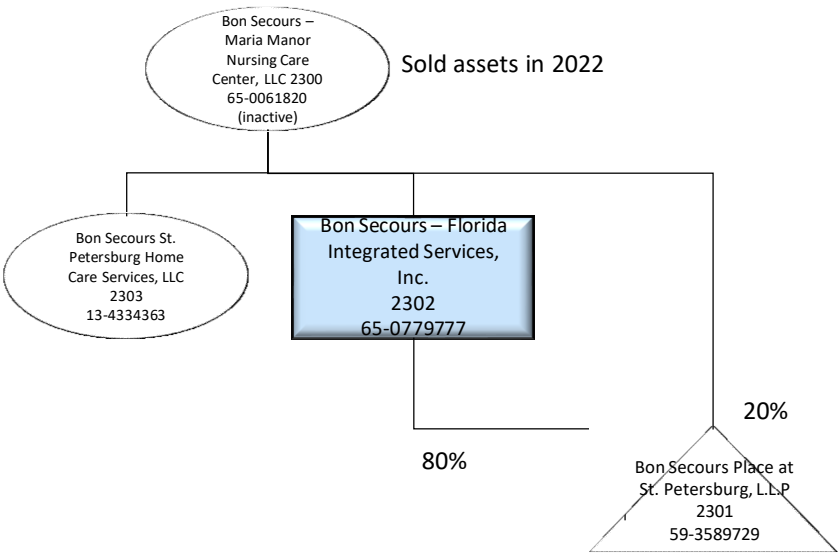 Bon Secours –
Maria Manor
Nursing Care
Center, LLC 2300
65-0061820
(inactive)
Sold assets in 2022
Bon Secours St.
Petersburg Home
Care Services, LLC
2303
13-4334363
Bon Secours – Florida
Integrated Services,
Inc.
2302
65-0779777
80%
20%
Bon Secours Place at
St. Petersburg, L.L.P
2301
59-3589729